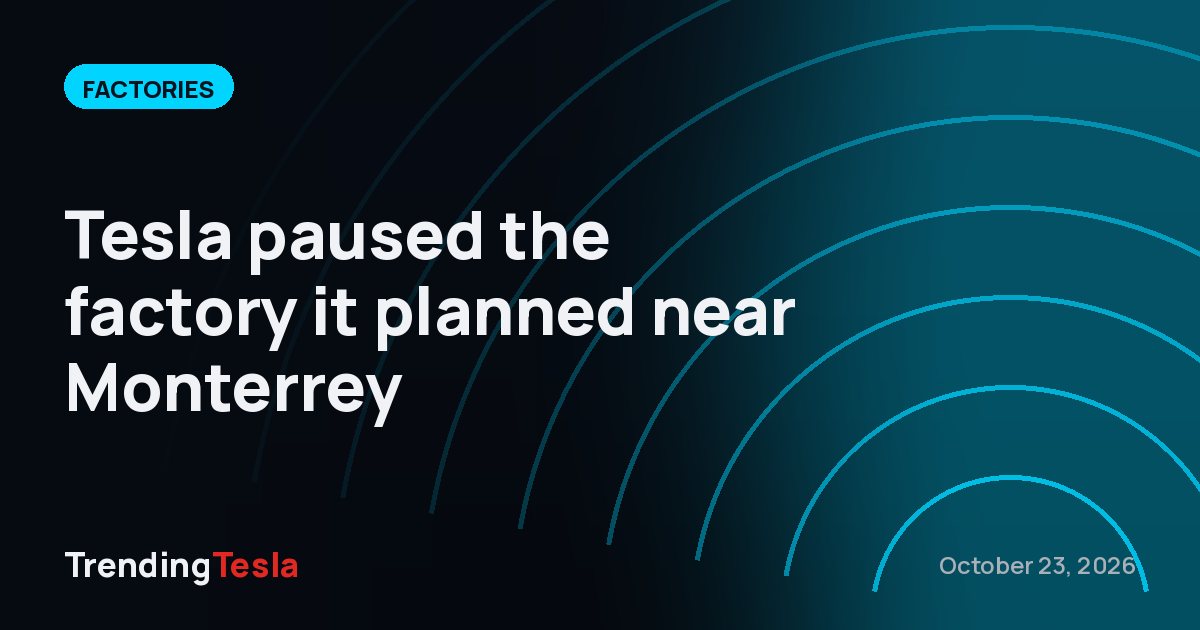 FACTORIES
Tesla paused the
factory it planned near
Monterrey
TrendingTesla
October 23, 2026